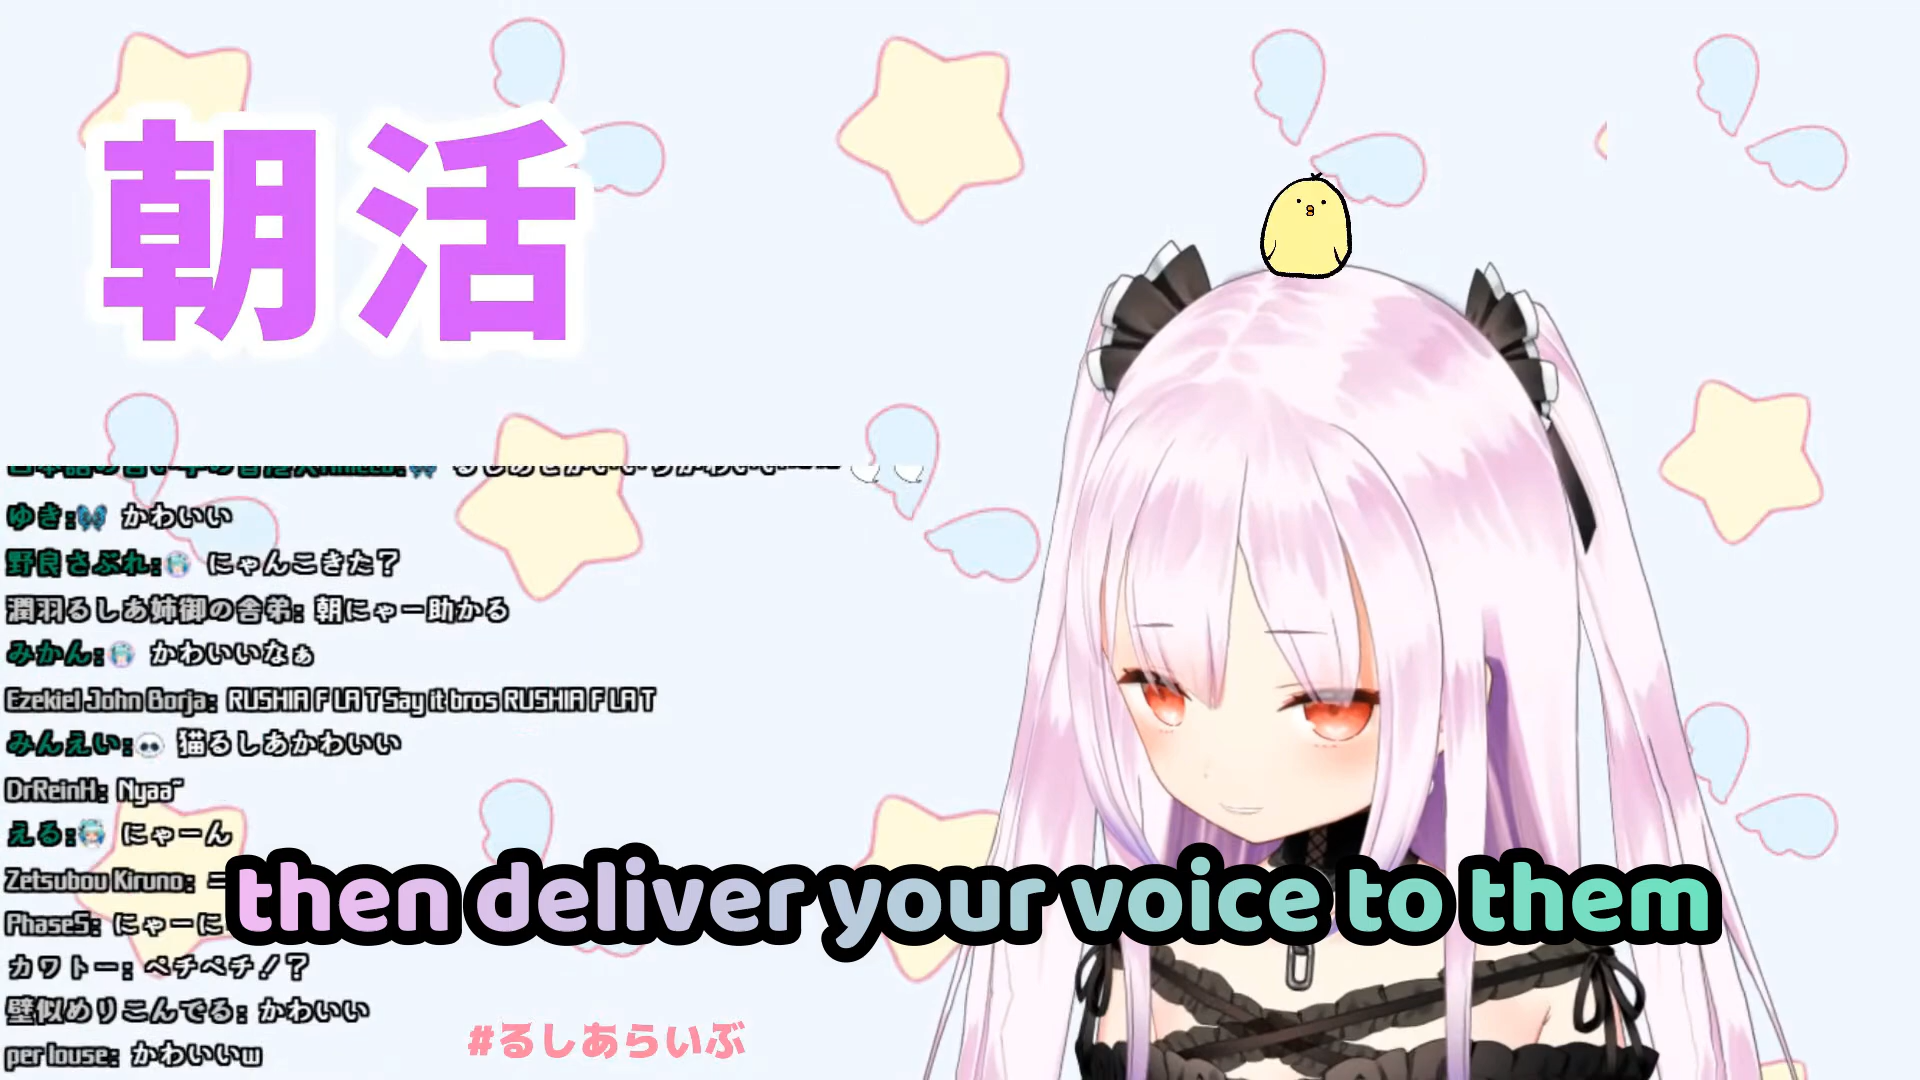 朝活
ゆき: かわいい
野良さぶれ: にゃんこきた？
潤羽るしあ姉御の舎弟: 朝にゃー助かる
みかん: かわいいなぁ
Ezekiel John Borja: RUSHIA F LA T Say it bros RUSHIA F LA T
みんえい: 猫るしあかわいい
DrReinH: Nyaa~
える: にゃーん
Zetsubou Kiruno: ニ
PhaseS: にゃーに
then deliver your voice to them
カワトー: ペチペチ！？
壁似めりこんでる: かわいい
per louse: かわいいw
#るしあらいぶ